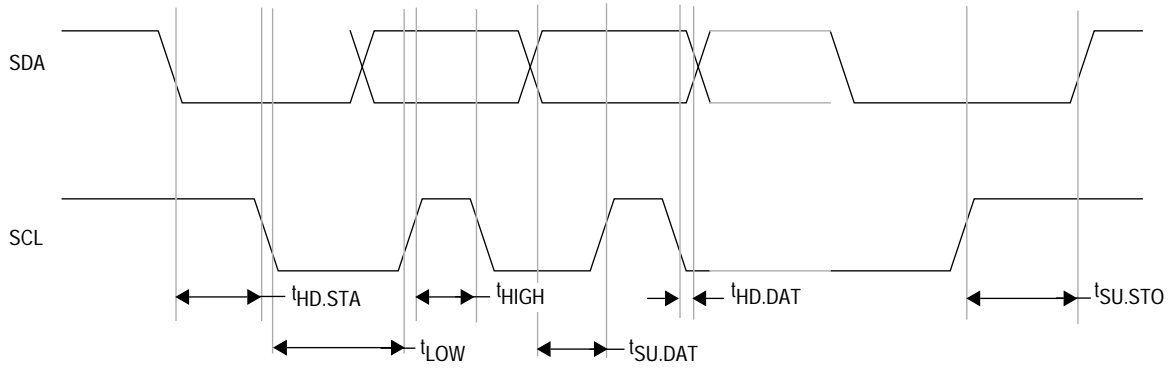 SDA
SCL
tHD.STA
tHIGH
tHD.DAT
tSU.STO
tLOW
tSU.DAT